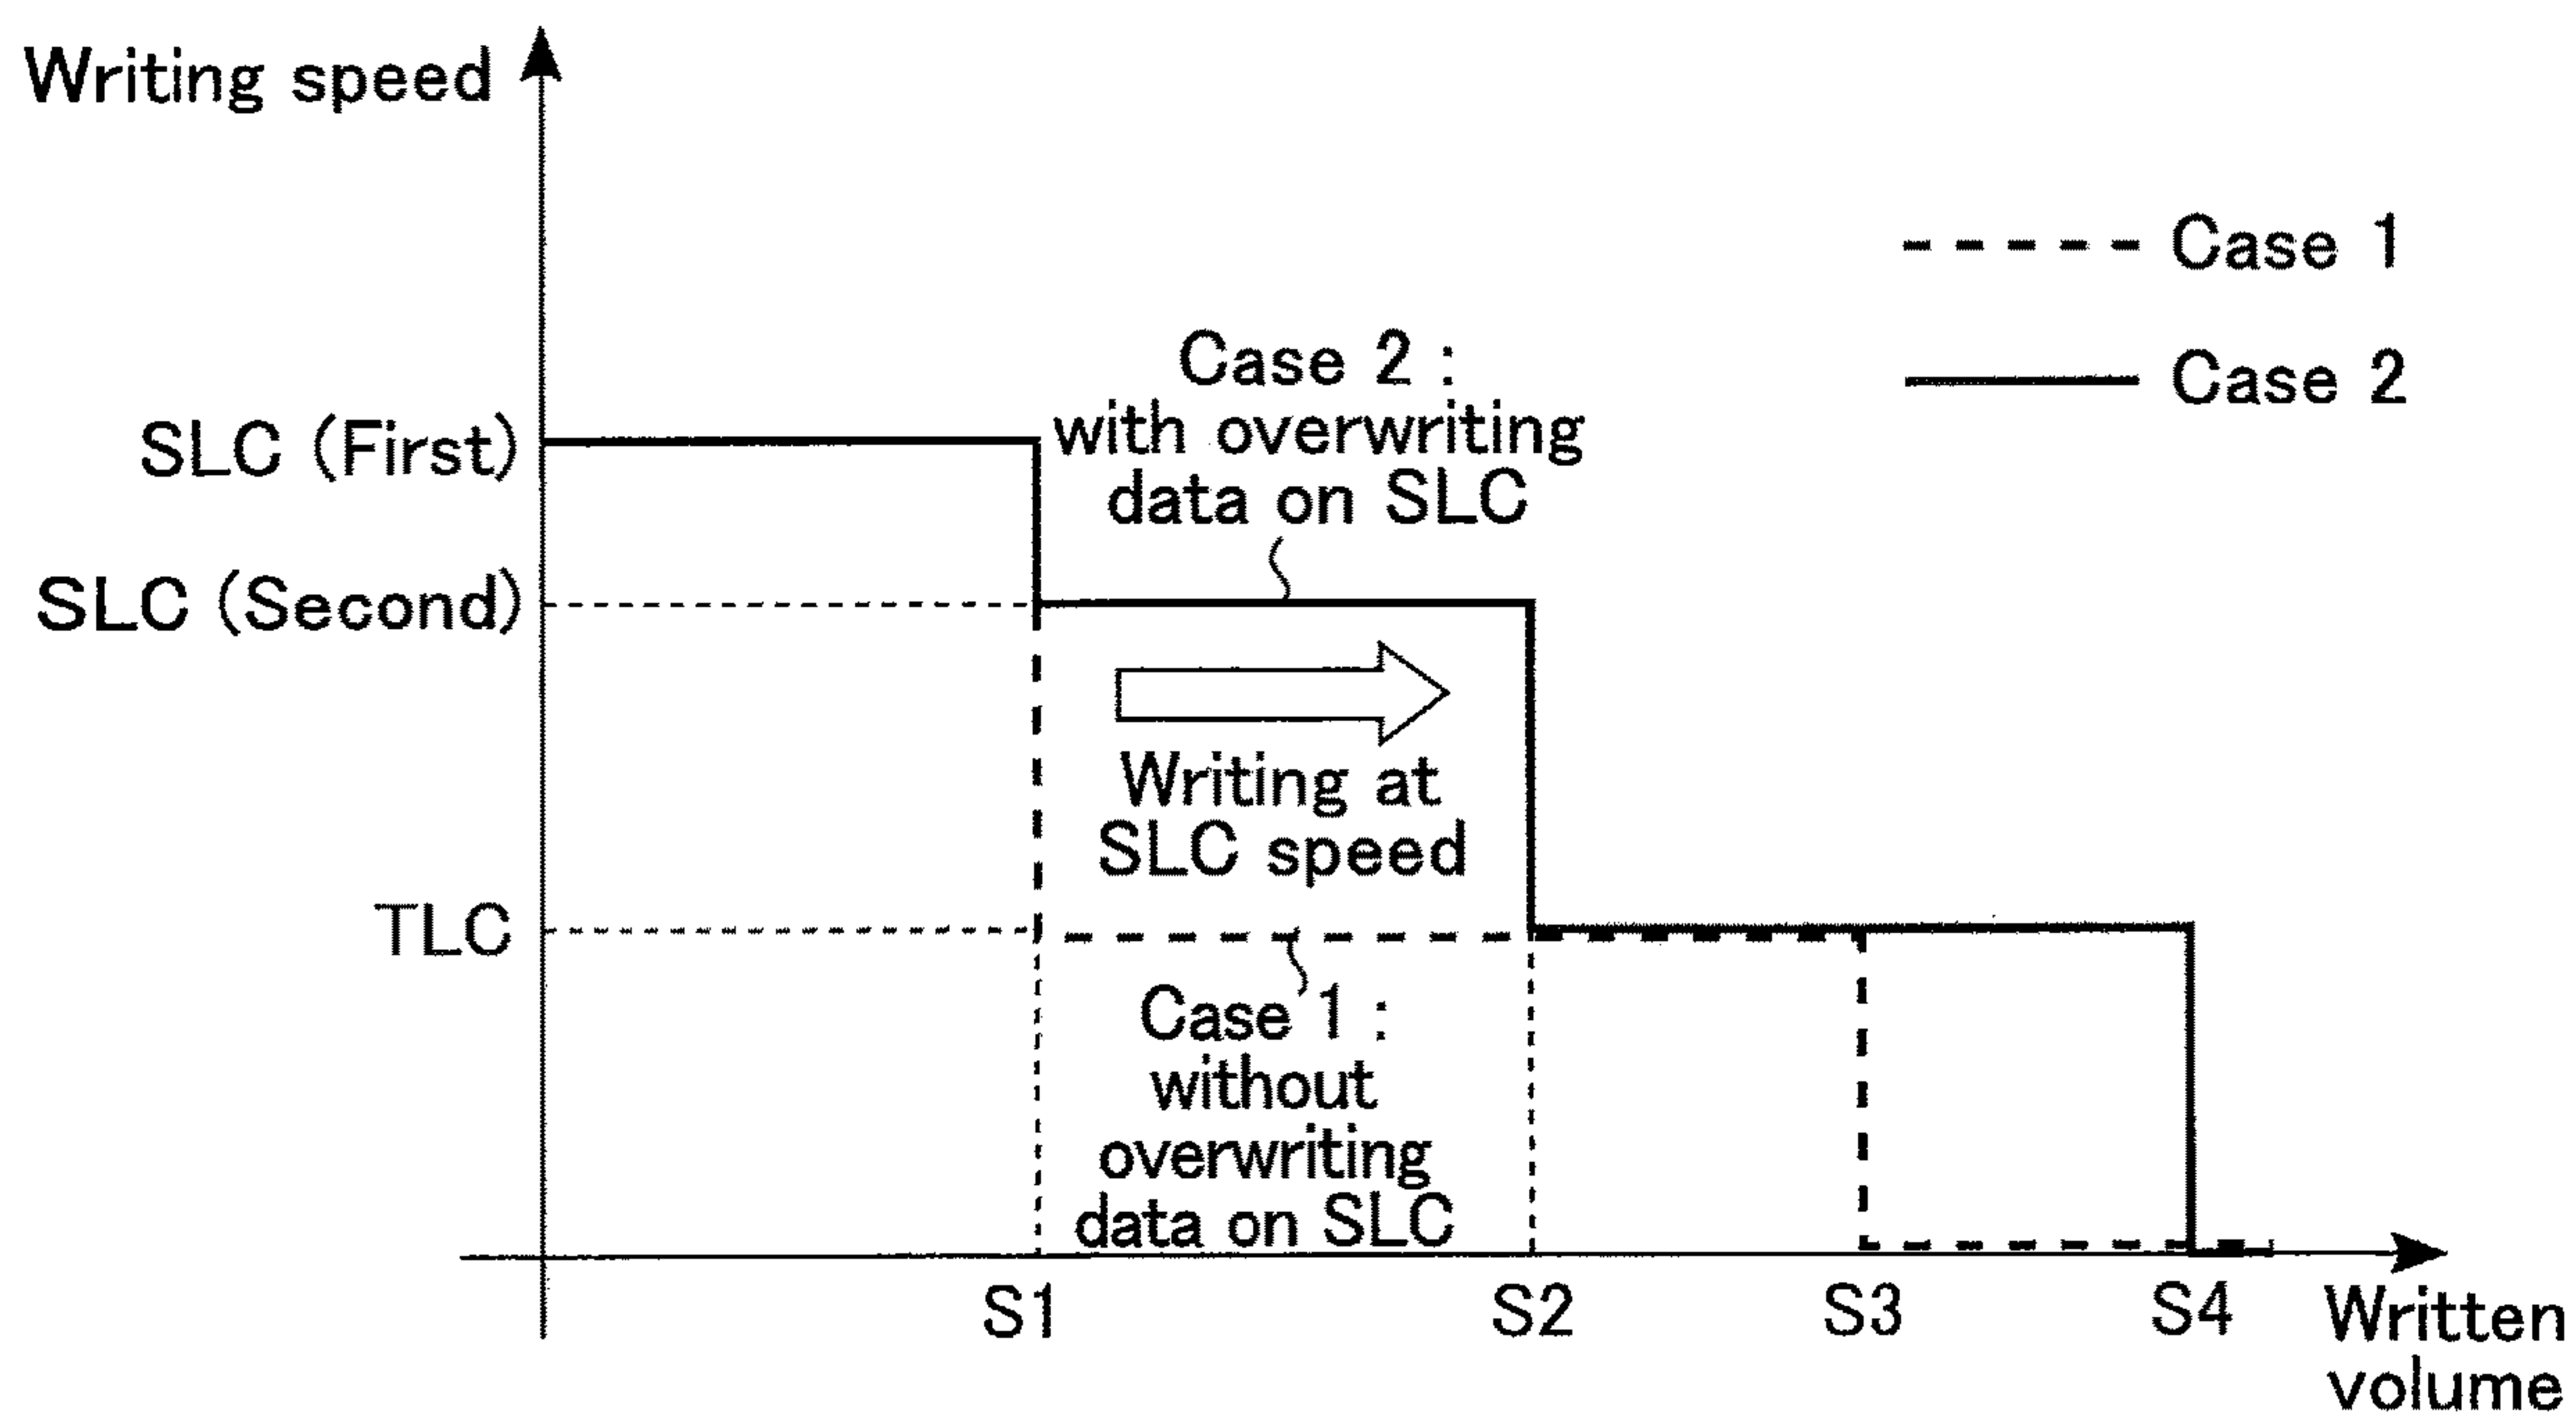 Writing speed
Case 1
Case 2
Case 2 :
with overwriting
data on SLC
SLC (First)
SLC (Second)
Writing at
SLC speed
TLC
Case 1 :
without
overwriting
data on SLC
S1
S2
S3
S4
Written
volume